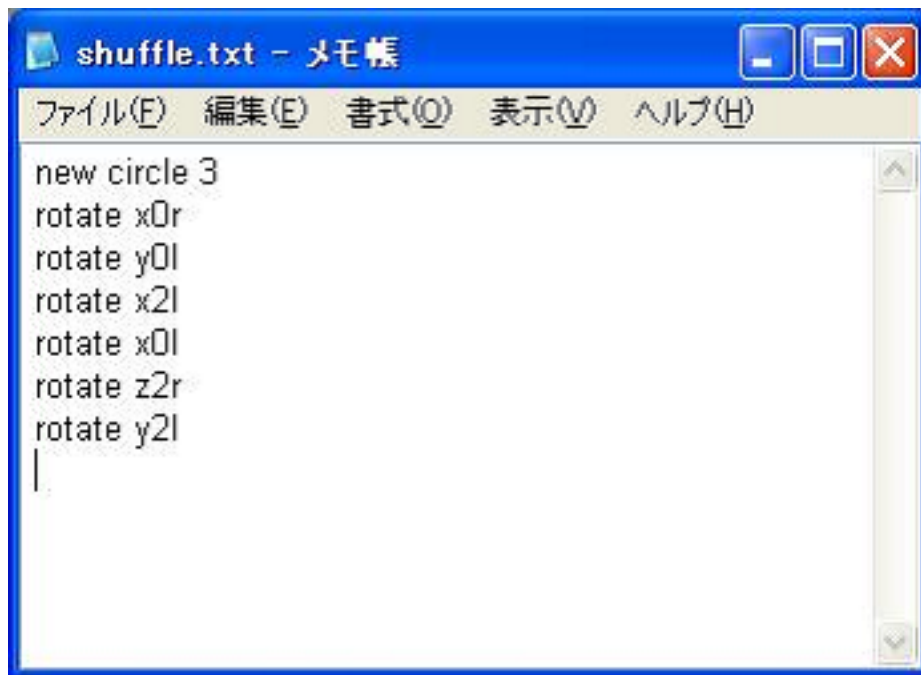 shuffle.txt - メモ帳
ファイル(F) 編集(E) 書式(O) 表示(V) ヘルプ(H)
new circle 3
rotate x0r
rotate y0l
rotate x2l
rotate x0l
rotate z2r
rotate y2l